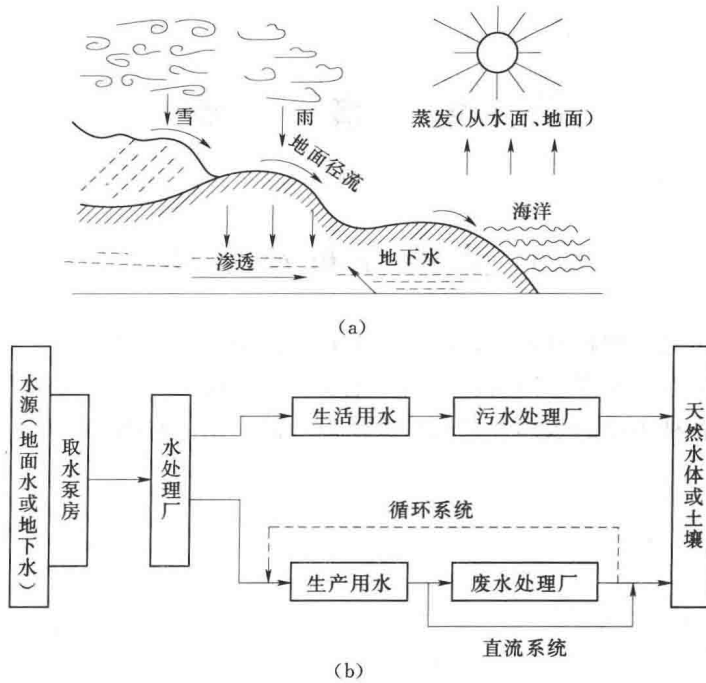 雪
雨
地面径流
蒸发(从水面、地面)
海洋
渗透
地下水
(a)
水源(地面水或地下水)
取水泵房
水处理厂
生活用水
污水处理厂
天然水体或土壤
循环系统
生产用水
废水处理厂
直流系统
(b)